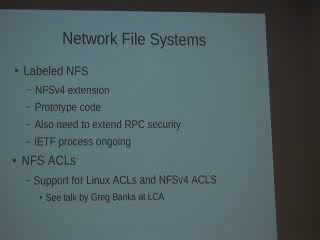 Network File Systems
• Labeled NFS
– NFSv4 extension
– Prototype code
– Also need to extend RPC security
– IETF process ongoing
• NFS ACLs
– Support for Linux ACLs and NFSv4 ACLS
• See talk by Greg Banks at LCA